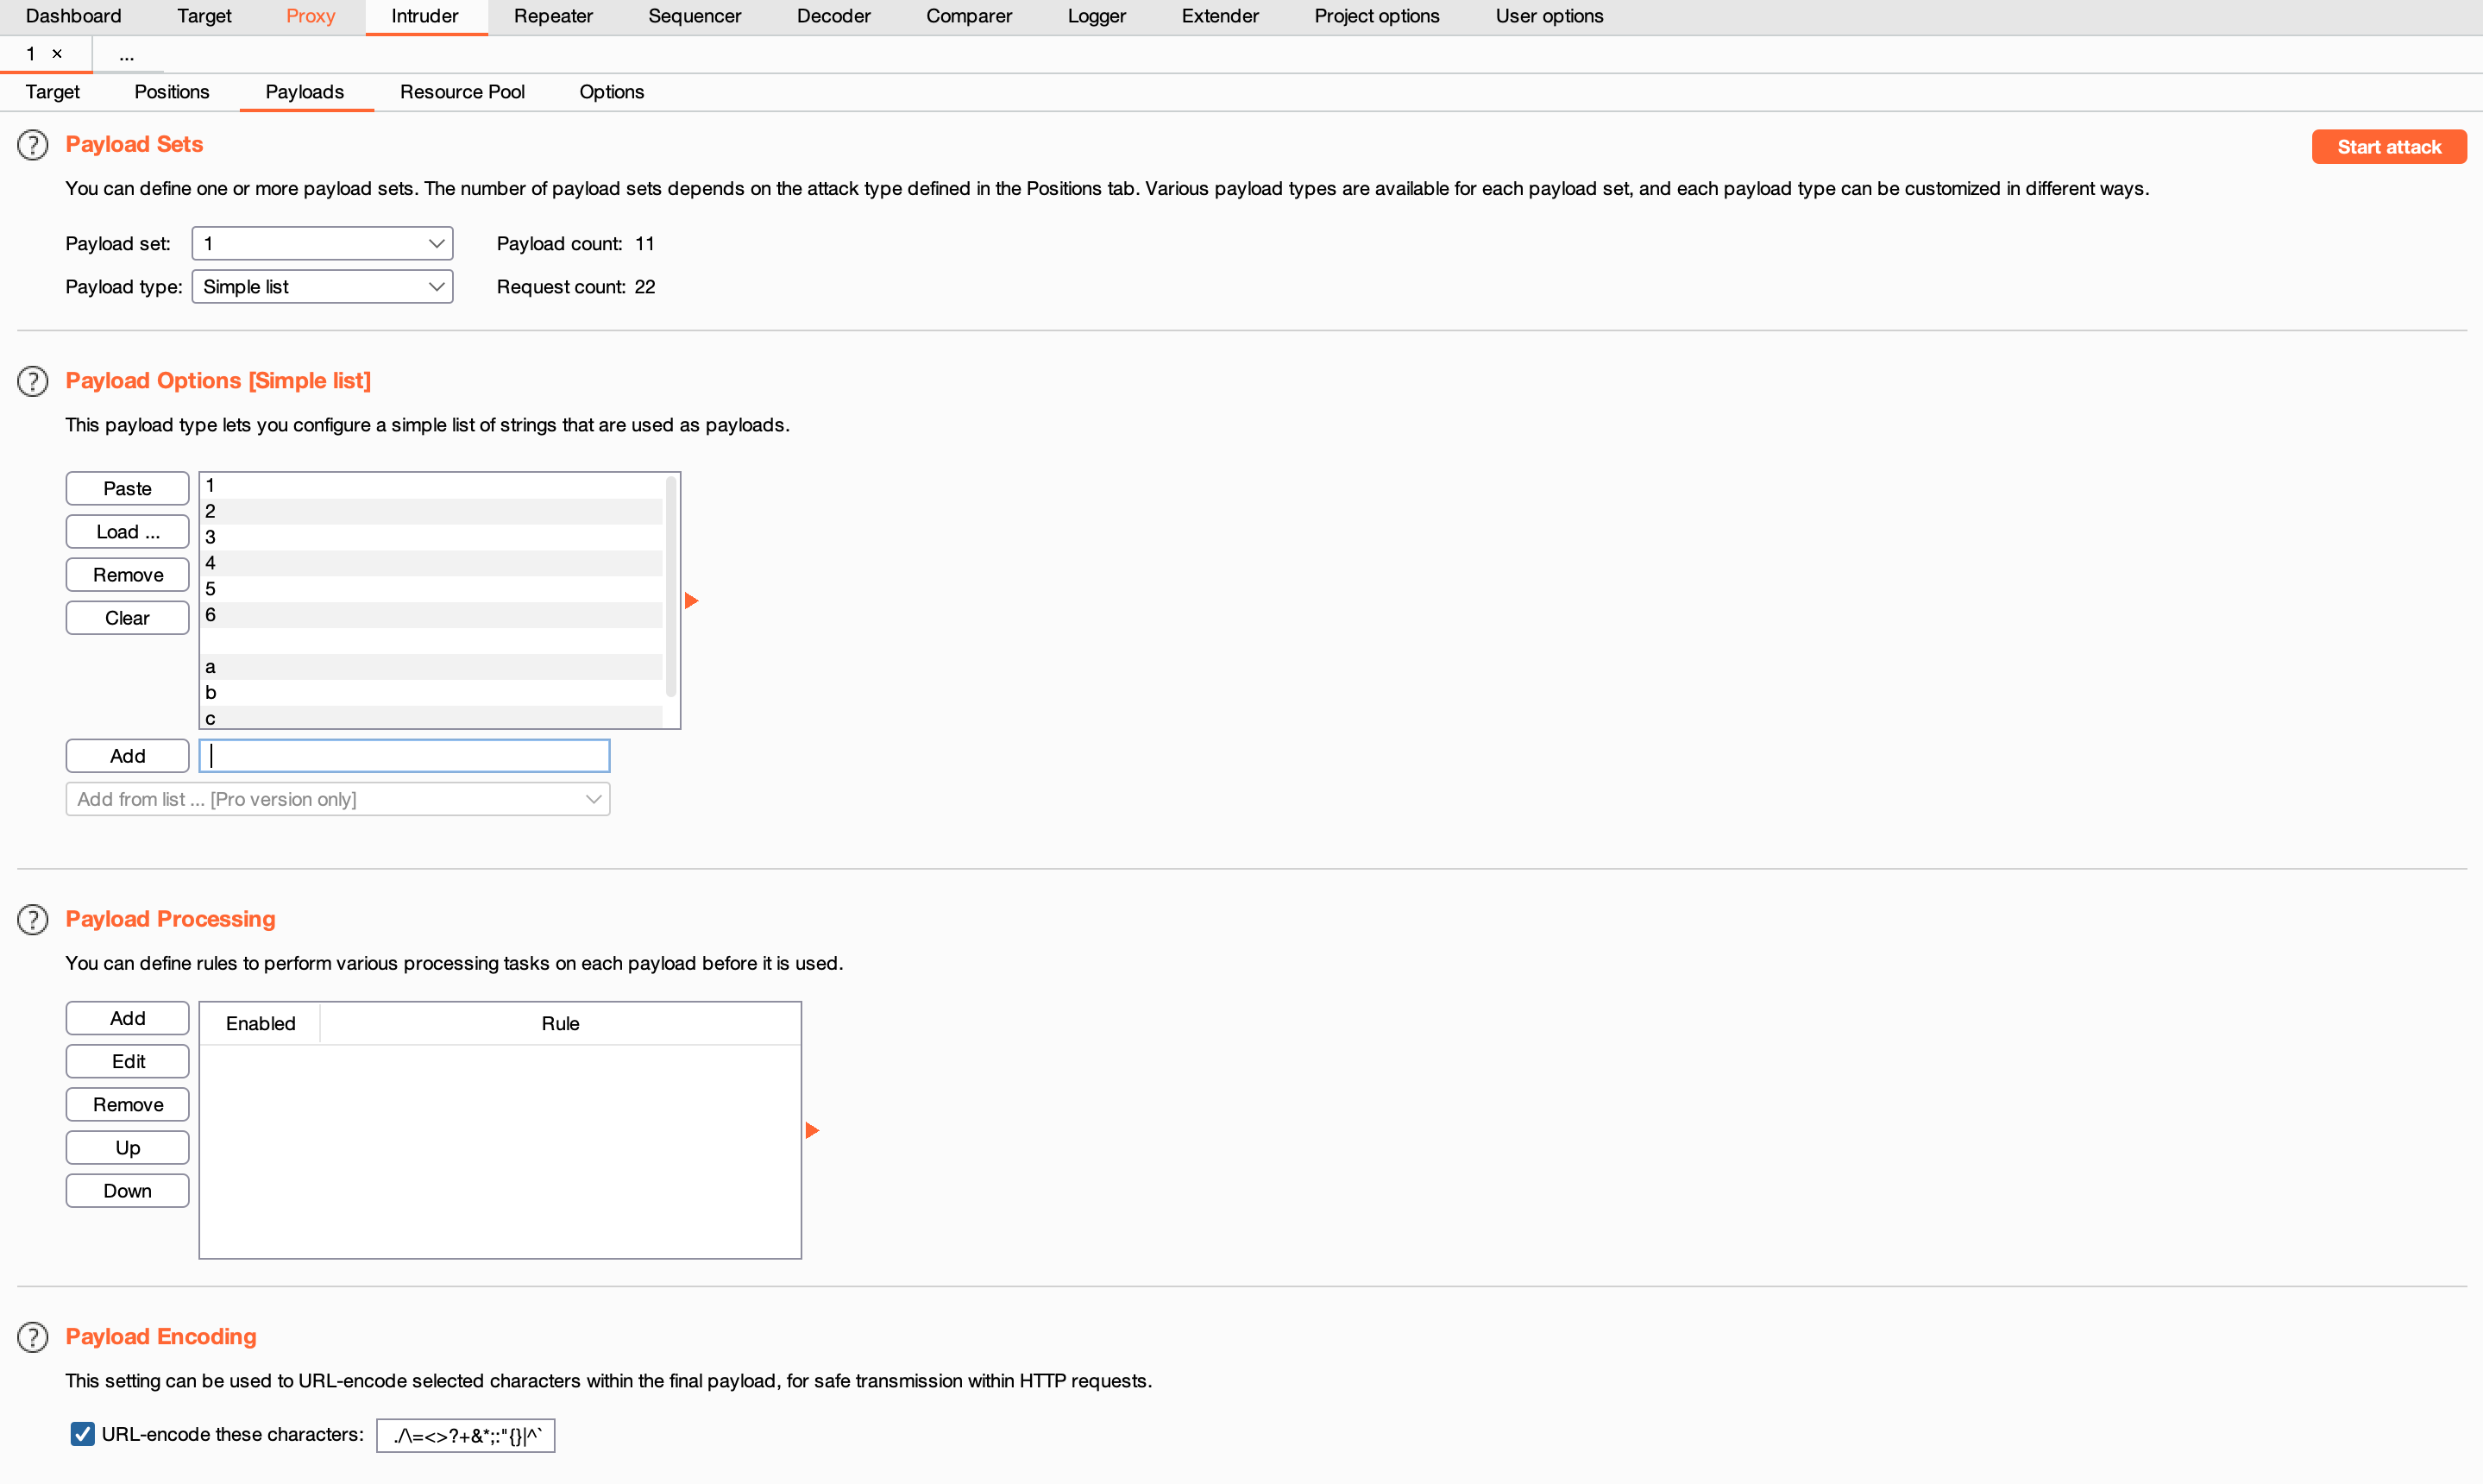 Dashboard Target Proxy Intruder Repeater Sequencer Decoder Comparer Logger Extender Project options User options
1 × ...
Target Positions Payloads Resource Pool Options
? Payload Sets Start attack
You can define one or more payload sets. The number of payload sets depends on the attack type defined in the Positions tab. Various payload types are available for each payload set, and each payload type can be customized in different ways.
Payload set: 1 Payload count: 11
Payload type: Simple list Request count: 22
? Payload Options [Simple list]
This payload type lets you configure a simple list of strings that are used as payloads.
Paste
Load ...
Remove
Clear
1
2
3
4
5
6
a
b
c
Add
Add from list ... [Pro version only]
? Payload Processing
You can define rules to perform various processing tasks on each payload before it is used.
Add
Edit
Remove
Up
Down
Enabled Rule
? Payload Encoding
This setting can be used to URL-encode selected characters within the final payload, for safe transmission within HTTP requests.
URL-encode these characters: ./\=<>?+&*;:"{}|^`